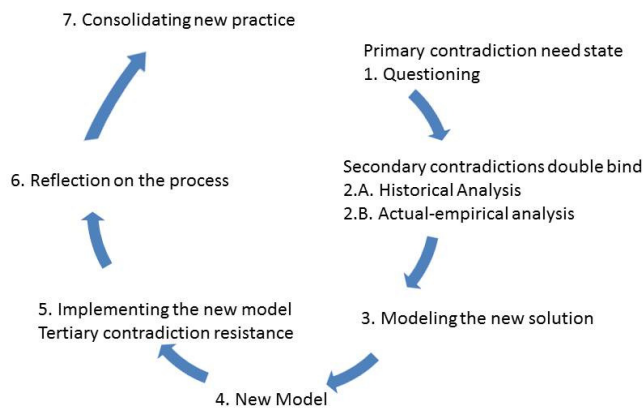 7. Consolidating new practice
Primary contradiction need state
1. Questioning
Secondary contradictions double bind
2.A. Historical Analysis
2.B. Actual-empirical analysis
6. Reflection on the process
5. Implementing the new model
Tertiary contradiction resistance
3. Modeling the new solution
4. New Model